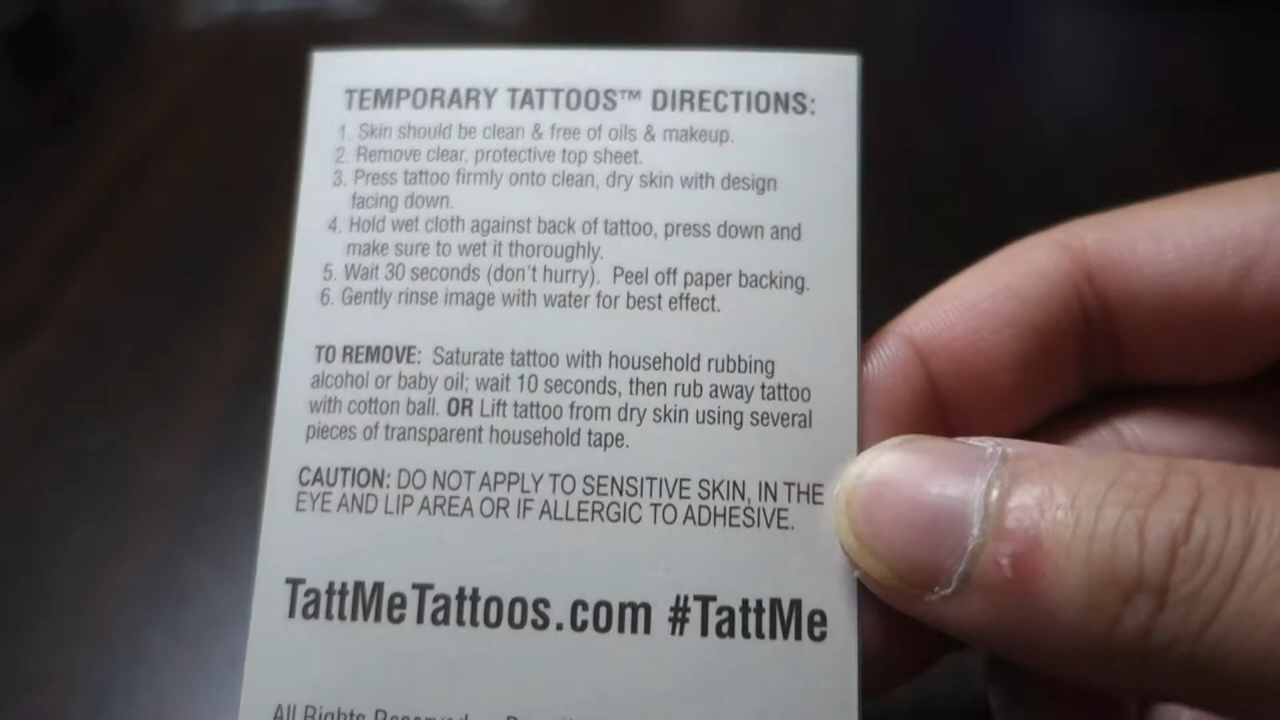 TEMPORARY TATTOOS™ DIRECTIONS:
1. Skin should be clean & free of oils & makeup.
2. Remove clear, protective top sheet.
3. Press tattoo firmly onto clean, dry skin with design
facing down.
4. Hold wet cloth against back of tattoo, press down and
make sure to wet it thoroughly.
5. Wait 30 seconds (don't hurry). Peel off paper backing.
6. Gently rinse image with water for best effect.
TO REMOVE: Saturate tattoo with household rubbing
alcohol or baby oil; wait 10 seconds, then rub away tattoo
with cotton ball. OR Lift tattoo from dry skin using several
pieces of transparent household tape.
CAUTION: DO NOT APPLY TO SENSITIVE SKIN, IN THE
EYE AND LIP AREA OR IF ALLERGIC TO ADHESIVE.
TattMeTattoos.com #TattMe
All Rights Reserved